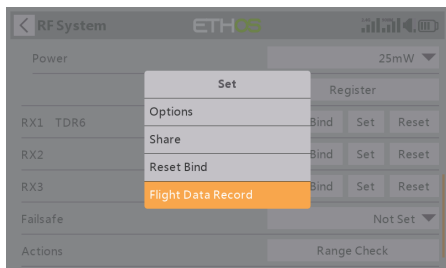 RF System ETHOS
Power 25mW
Set
Register
Options
RX1 TDR6 Bind Set Reset
Share
RX2 Bind Set Reset
Reset Bind
RX3 Bind Set Reset
Flight Data Record
Failsafe Not Set
Actions Range Check